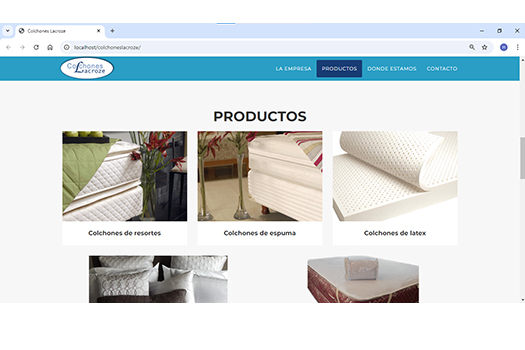 Colchones Lacroze
localhost/colchoneslacroze/
Colchones
Lacroze
LA EMPRESA
PRODUCTOS
DONDE ESTAMOS
CONTACTO
PRODUCTOS
Colchones de resortes
Colchones de espuma
Colchones de latex